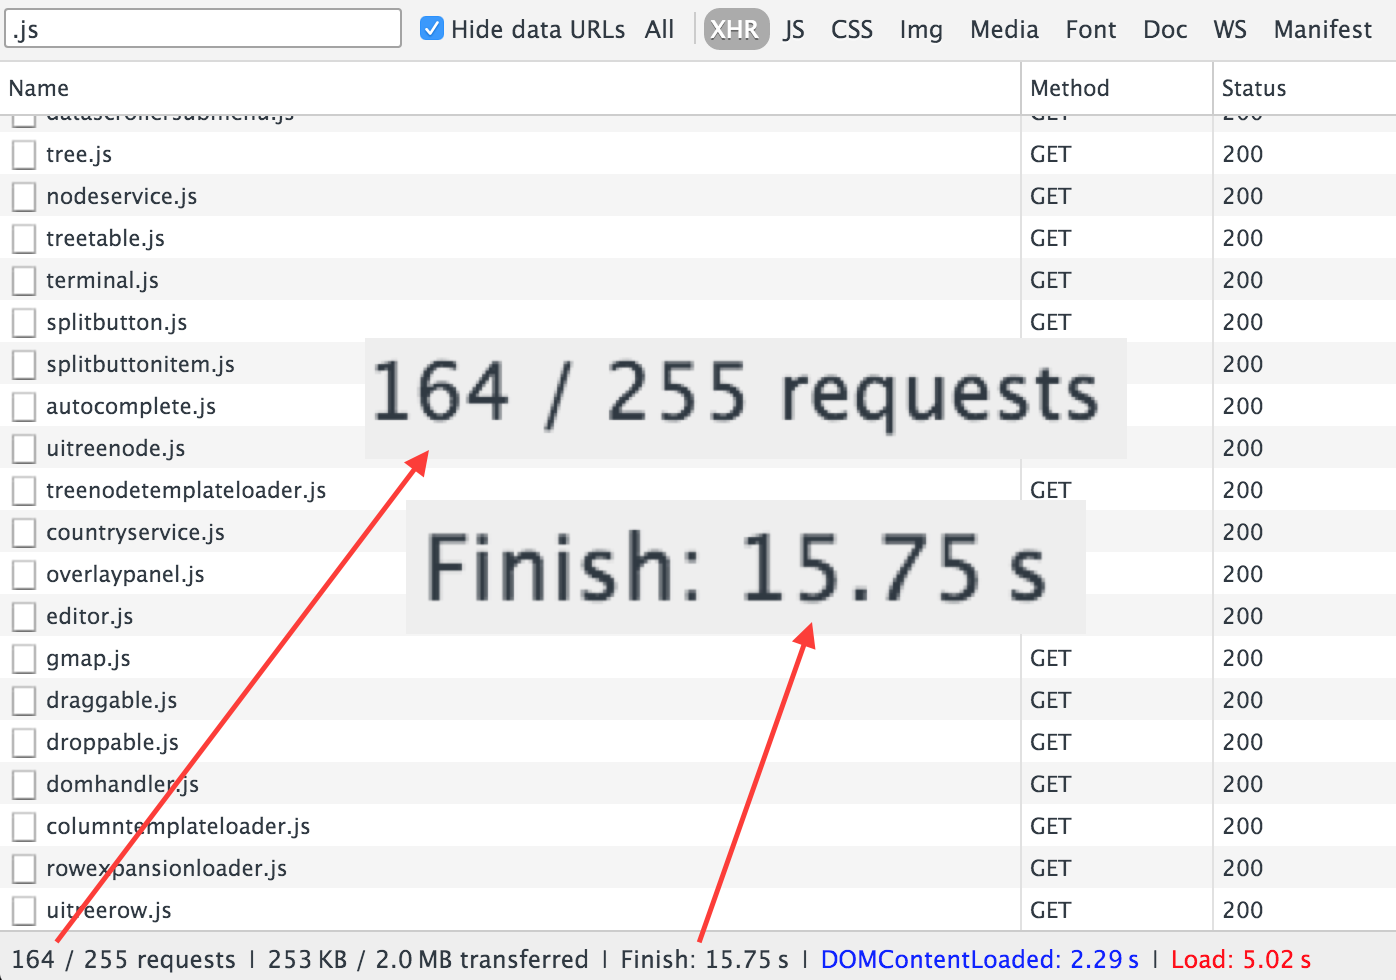 .js
Hide data URLs All XHR JS CSS Img Media Font Doc WS Manifest
Name Method Status
datascrollersubmenu.js GET 200
tree.js GET 200
nodeservice.js GET 200
treetable.js GET 200
terminal.js GET 200
splitbutton.js GET 200
splitbuttonitem.js 200
164 / 255 requests
autocomplete.js 200
uitreenode.js 200
treenodetemplateloader.js GET 200
countryservice.js 200
Finish: 15.75 s
overlaypanel.js 200
editor.js 200
gmap.js GET 200
draggable.js GET 200
droppable.js GET 200
domhandler.js GET 200
columntemplateloader.js GET 200
rowexpansionloader.js GET 200
uitreerow.js GET 200
164 / 255 requests | 253 KB / 2.0 MB transferred | Finish: 15.75 s | DOMContentLoaded: 2.29 s | Load: 5.02 s